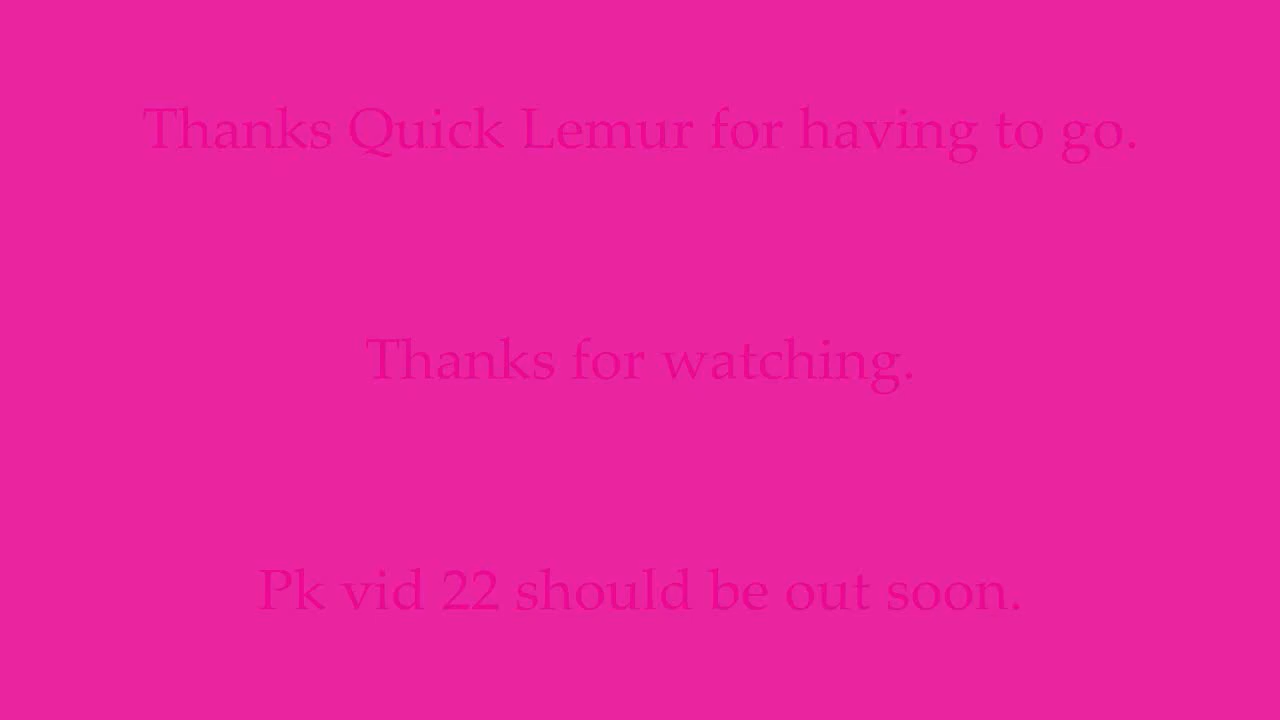 Thanks Quick Lemur for having to go.
Thanks for watching.
Pk vid 22 should be out soon.